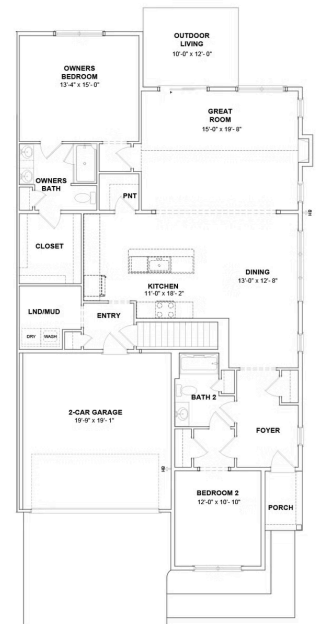 OUTDOOR
LIVING
10'-0" x 12'- 0"
OWNERS
BEDROOM
13'-4" x 15'- 0"
GREAT
ROOM
15'-0" x 19'- 8"
OWNERS
BATH
PNT
HB
CLOSET
KITCHEN
11'-0" x 18'- 2"
DINING
13'-0" x 12'- 8"
LND/MUD
DRY WASH
ENTRY
BATH 2
2-CAR GARAGE
19'-9" x 19'- 1"
FOYER
HB
BEDROOM 2
12'-0" x 10'- 10"
PORCH